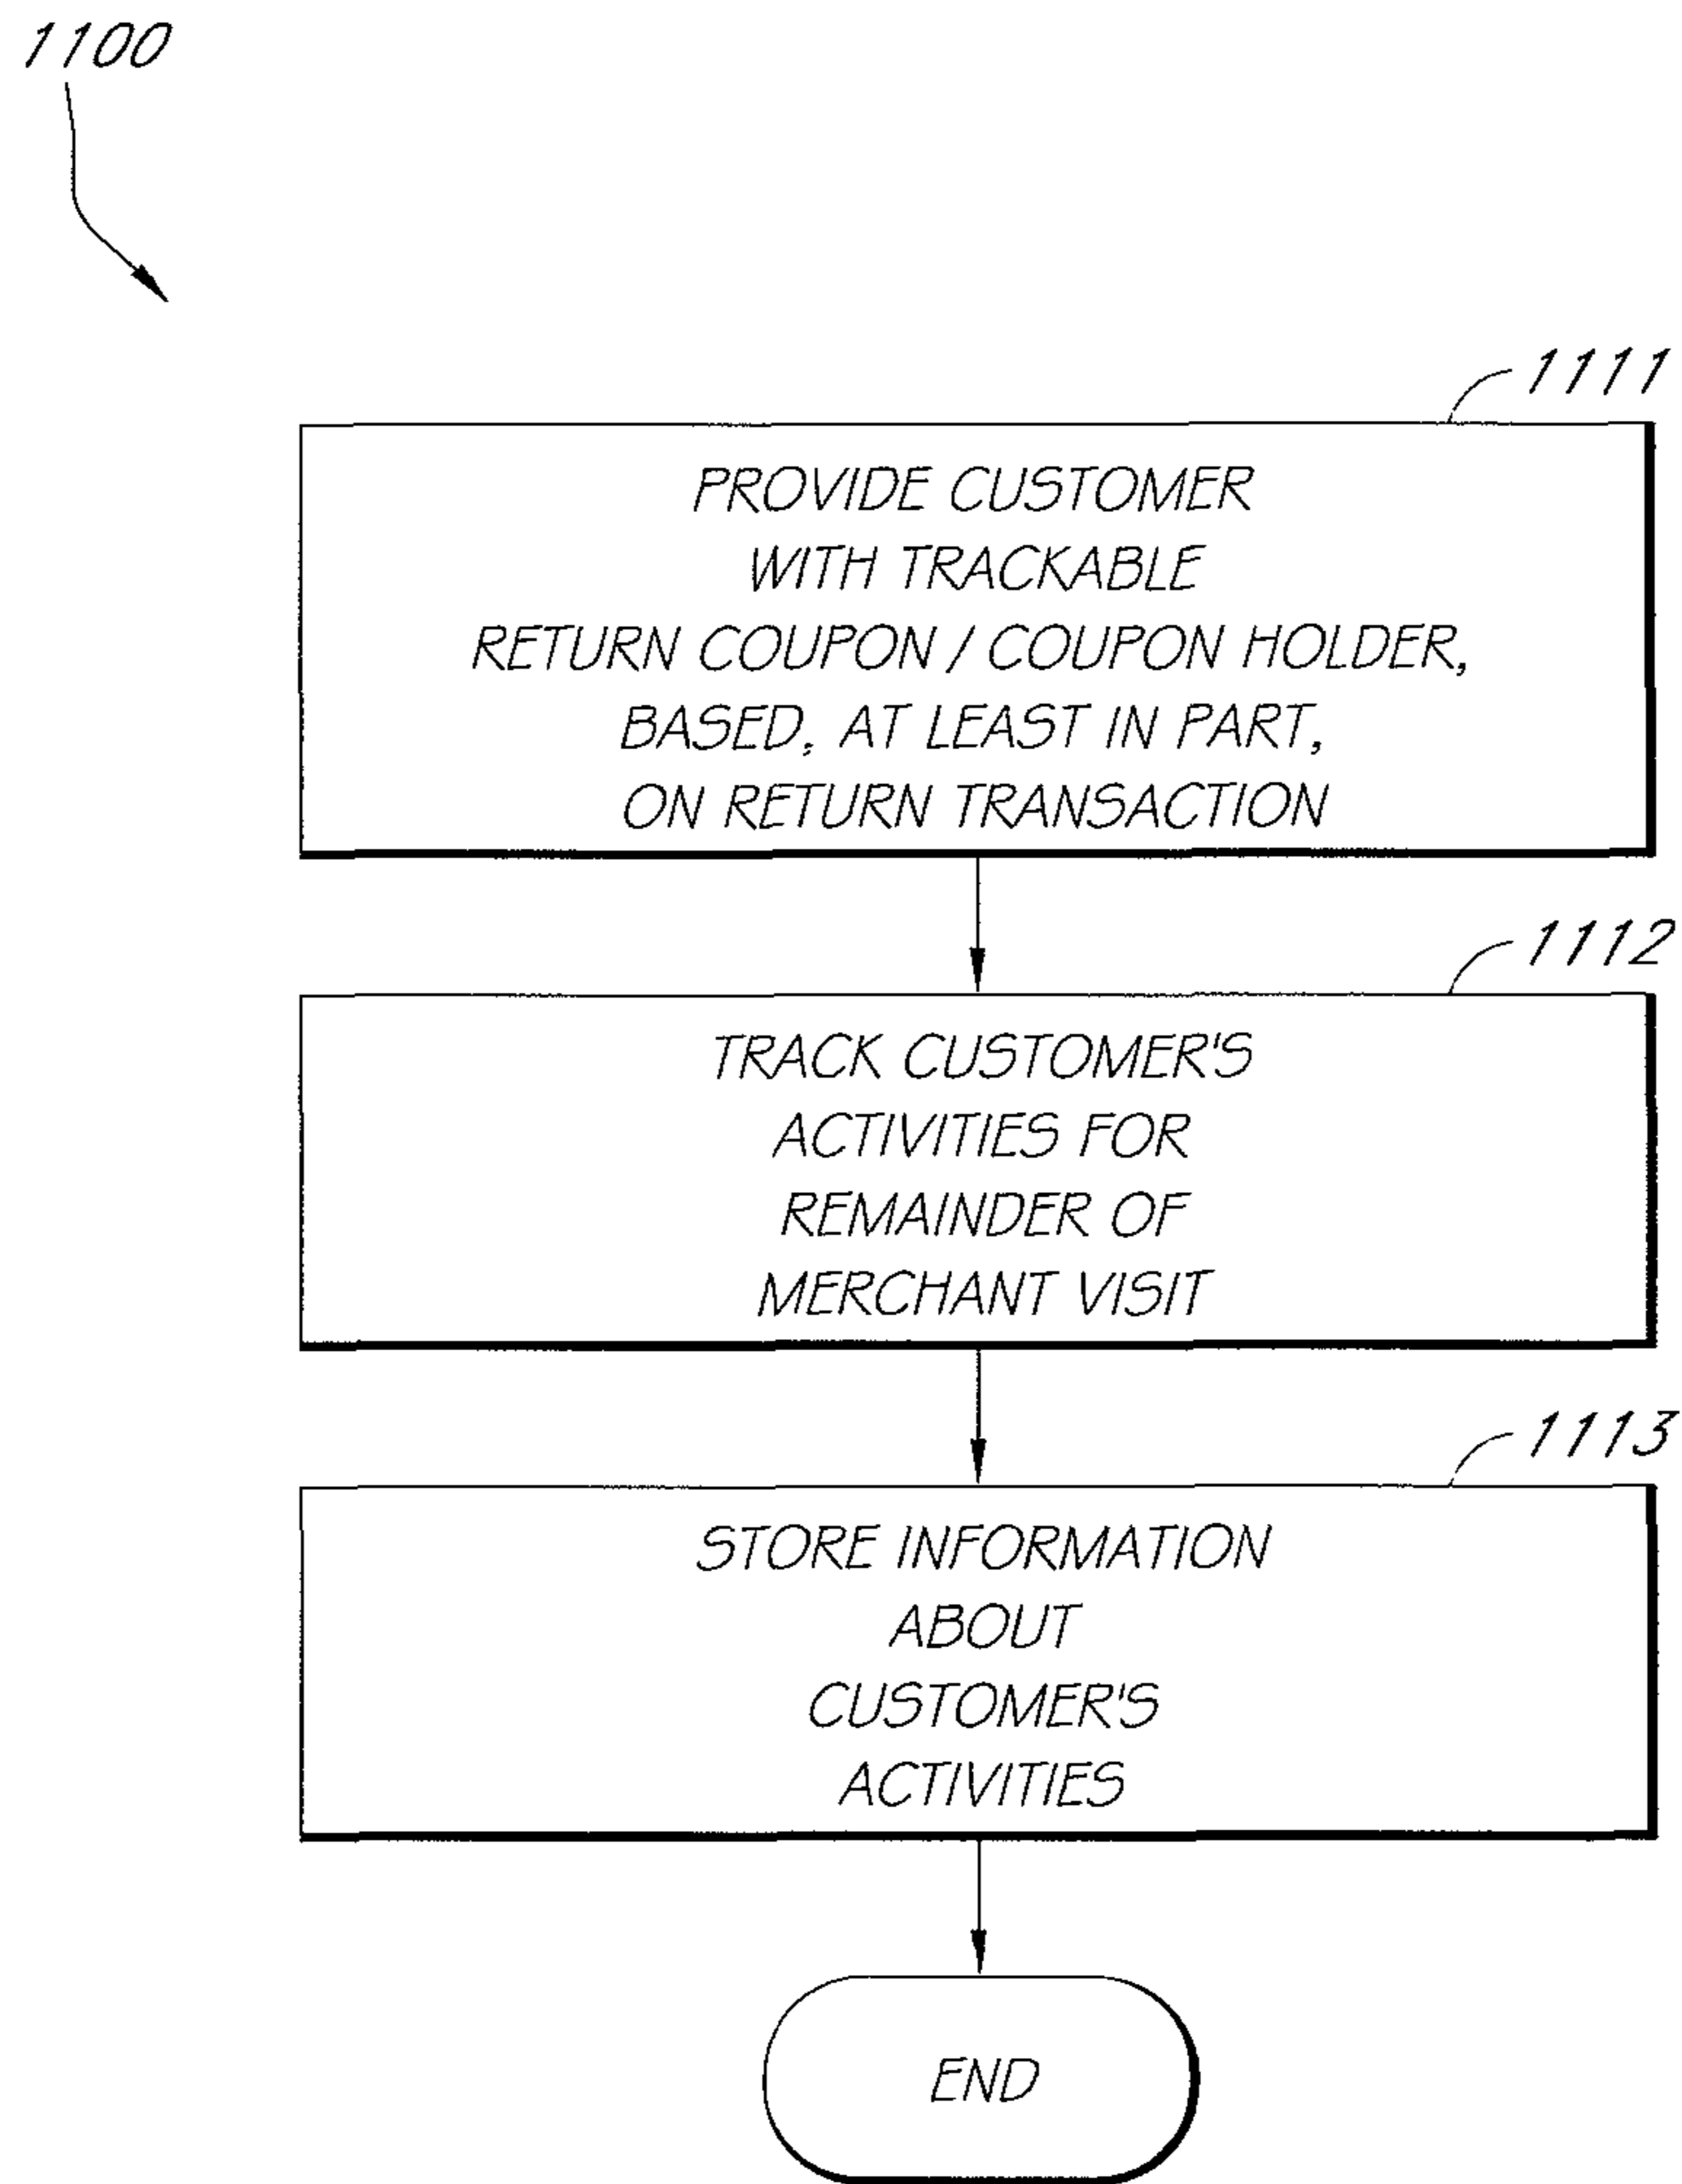 1100
1111
PROVIDE CUSTOMER
WITH TRACKABLE
RETURN COUPON / COUPON HOLDER,
BASED, AT LEAST IN PART,
ON RETURN TRANSACTION
1112
TRACK CUSTOMER'S
ACTIVITIES FOR
REMAINDER OF
MERCHANT VISIT
1113
STORE INFORMATION
ABOUT
CUSTOMER'S
ACTIVITIES
END